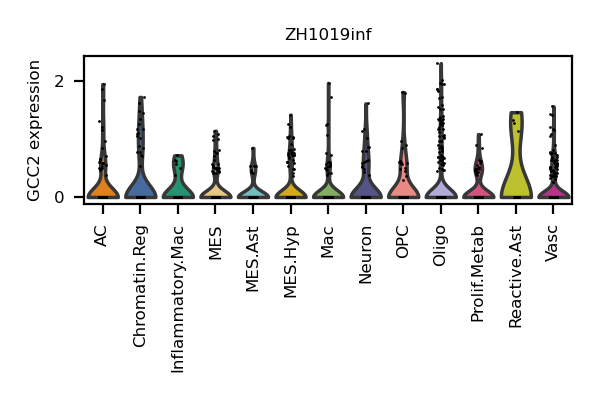 ZH1019inf
GCC2 expression
2
0
AC
Chromatin.Reg
Inflammatory.Mac
MES
MES.Ast
MES.Hyp
Mac
Neuron
OPC
Oligo
Prolif.Metab
Reactive.Ast
Vasc